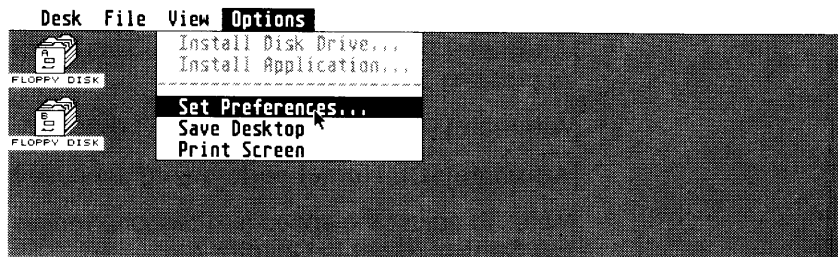 Desk File View Options
Install Disk Drive...
Install Application...
A
FLOPPY DISK
Set Preferences...
Save Desktop
Print Screen
B
FLOPPY DISK